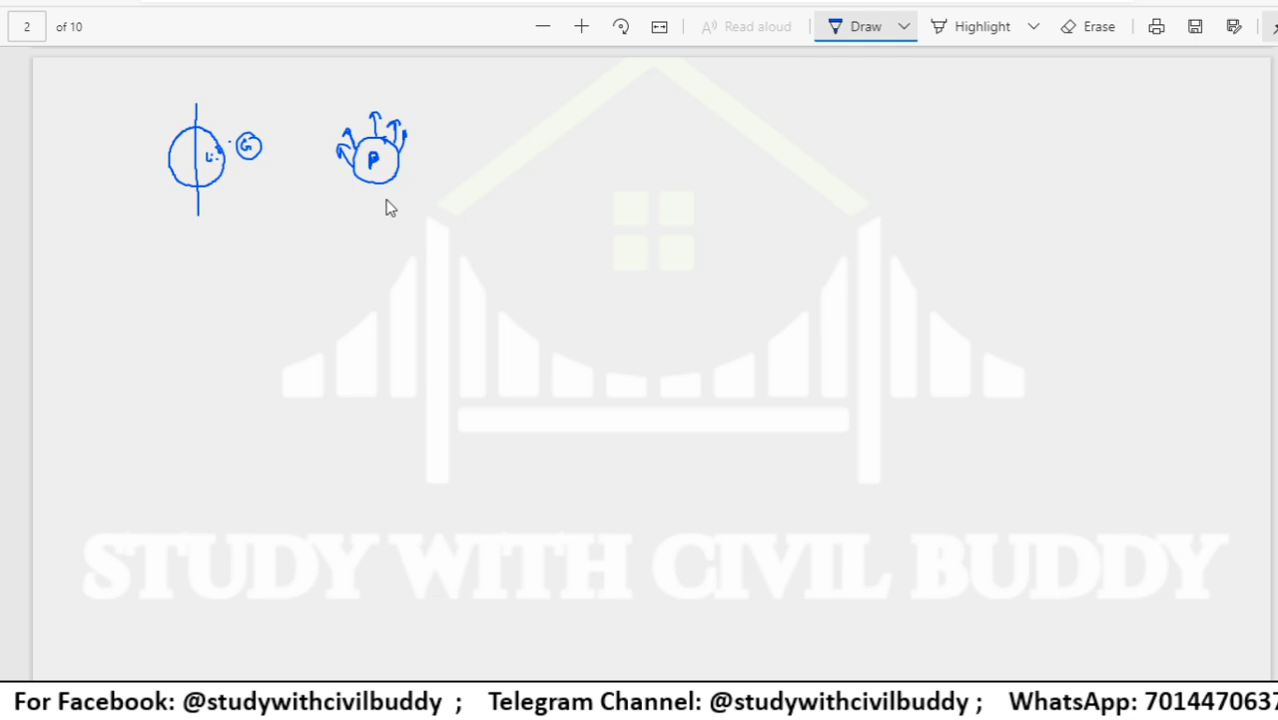 2 of 10 Read aloud Draw Highlight Erase
G P
STUDY WITH CIVIL BUDDY
For Facebook: @studywithcivilbuddy ; Telegram Channel: @studywithcivilbuddy ; WhatsApp: 7014470637